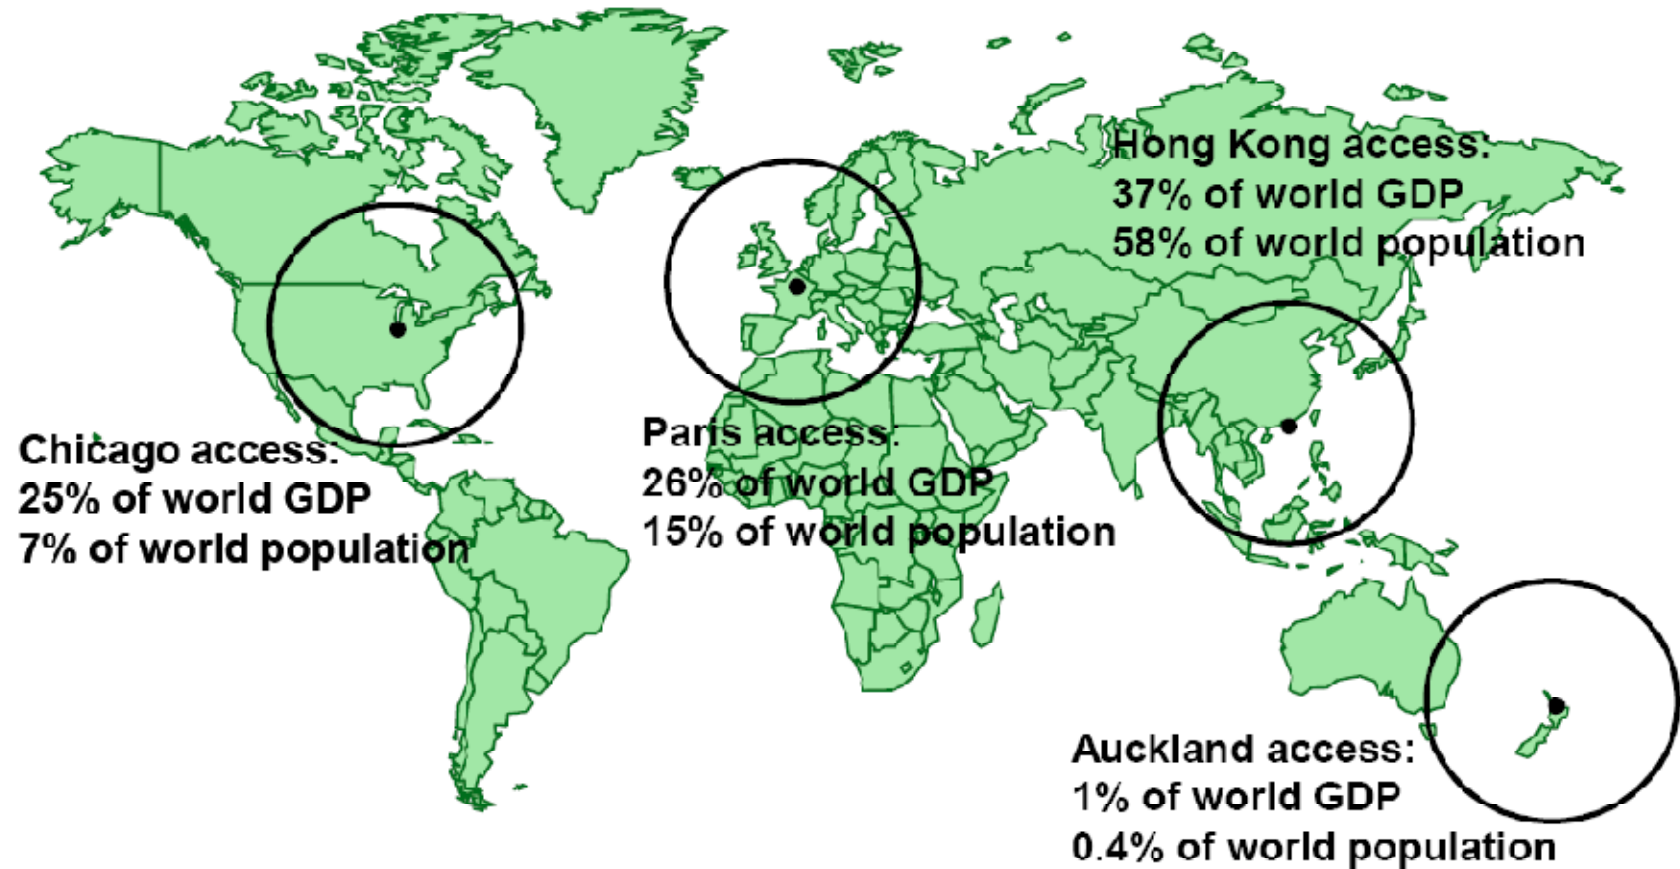 Hong Kong access:
37% of world GDP
58% of world population
Chicago access:
25% of world GDP
7% of world population
Paris access:
26% of world GDP
15% of world population
Auckland access:
1% of world GDP
0.4% of world population